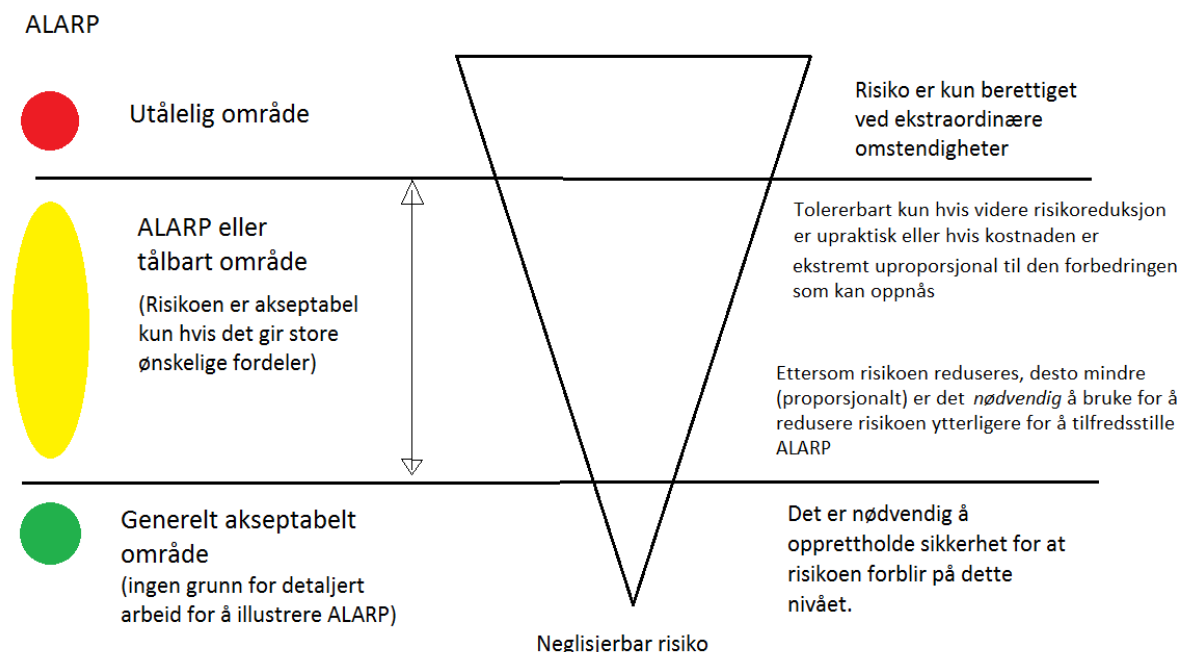 ALARP
Utålelig område
Risiko er kun berettiget
ved ekstraordinære
omstendigheter
ALARP eller
tålbart område
(Risikoen er akseptabel
kun hvis det gir store
ønskelige fordeler)
Tolererbart kun hvis videre risikoreduksjon
er upraktisk eller hvis kostnaden er
ekstremt uproporsjonal til den forbedringen
som kan oppnås
Ettersom risikoen reduseres, desto mindre
(proporsjonalt) er det nødvendig å bruke for å
redusere risikoen ytterligere for å tilfredsstille
ALARP
Generelt akseptabelt
område
(ingen grunn for detaljert
arbeid for å illustrere ALARP)
Det er nødvendig å
opprettholde sikkerhet for at
risikoen forblir på dette
nivået.
Neglisjerbar risiko